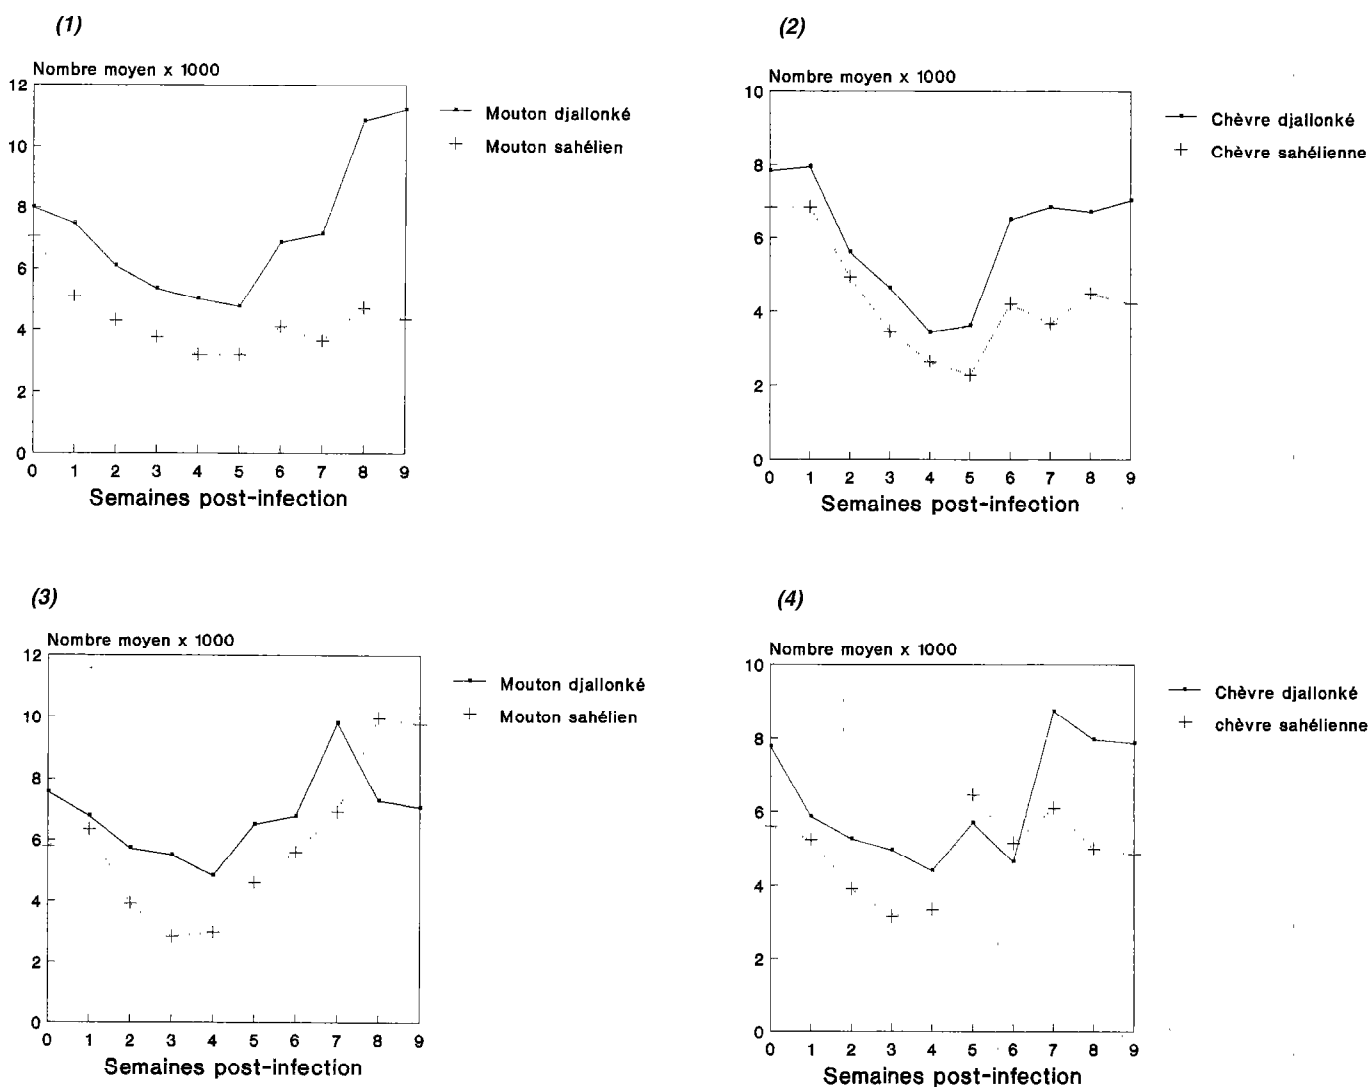 (1)
Nombre moyen x 1000
12
10
8
6
4
2
0
0 1 2 3 4 5 6 7 8 9
Semaines post-infection
Mouton djallonké
Mouton sahélien
(2)
Nombre moyen x 1000
10
8
6
4
2
0
0 1 2 3 4 5 6 7 8 9
Semaines post-infection
Chèvre djallonké
Chèvre sahélienne
(3)
Nombre moyen x 1000
12
10
8
6
4
2
0
0 1 2 3 4 5 6 7 8 9
Semaines post-infection
Mouton djallonké
Mouton sahélien
(4)
Nombre moyen x 1000
10
8
6
4
2
0
0 1 2 3 4 5 6 7 8 9
Semaines post-infection
Chèvre djallonké
chèvre sahélienne